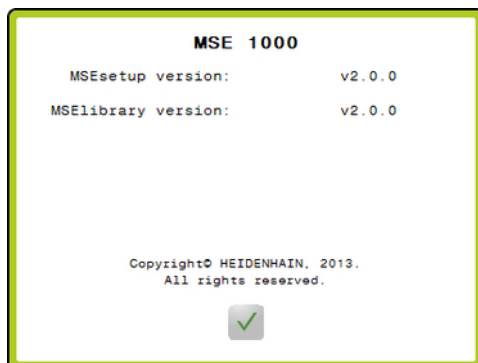 MSE 1000
MSEsetup version: v2.0.0
MSElibrary version: v2.0.0
Copyright© HEIDENHAIN, 2013.
All rights reserved.